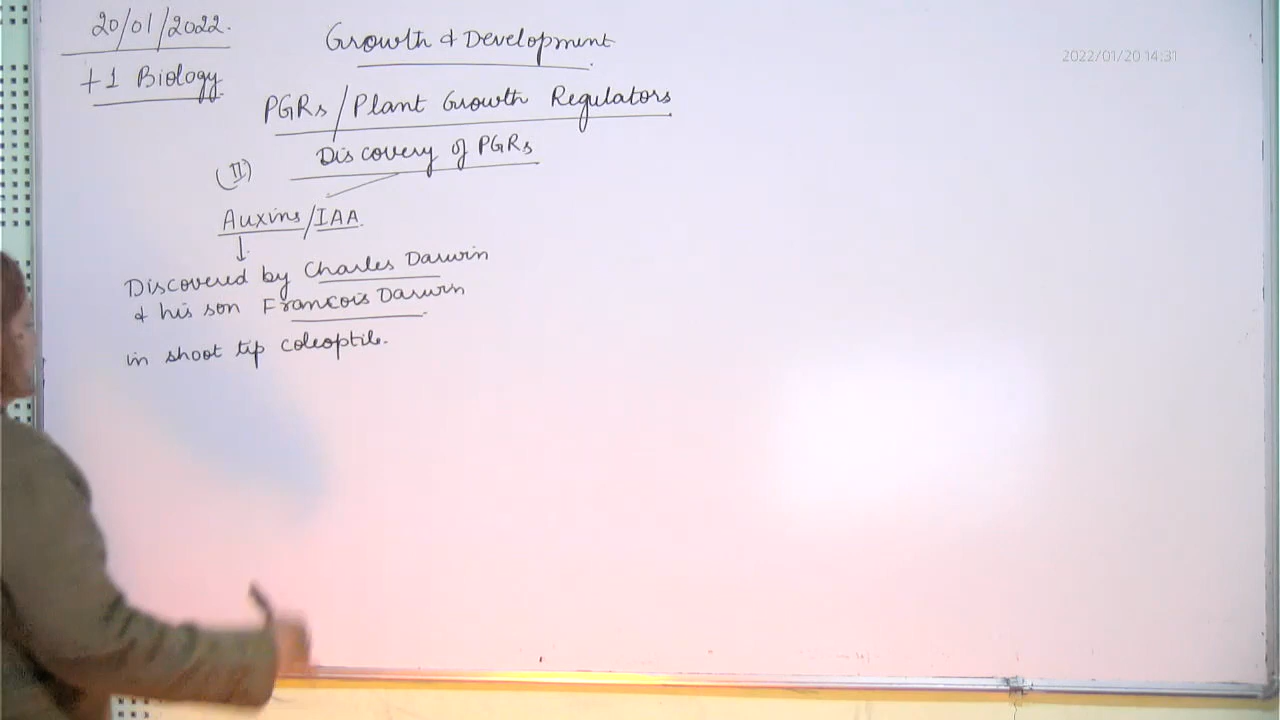 20/01/2022.
+1 Biology
Growth & Development
2022/01/20 14:31
PGRs/Plant Growth Regulators
(II) Discovery of PGRs
Auxins/IAA
Discovered by Charles Darwin
& his son Francois Darwin
in shoot tip coleoptile.